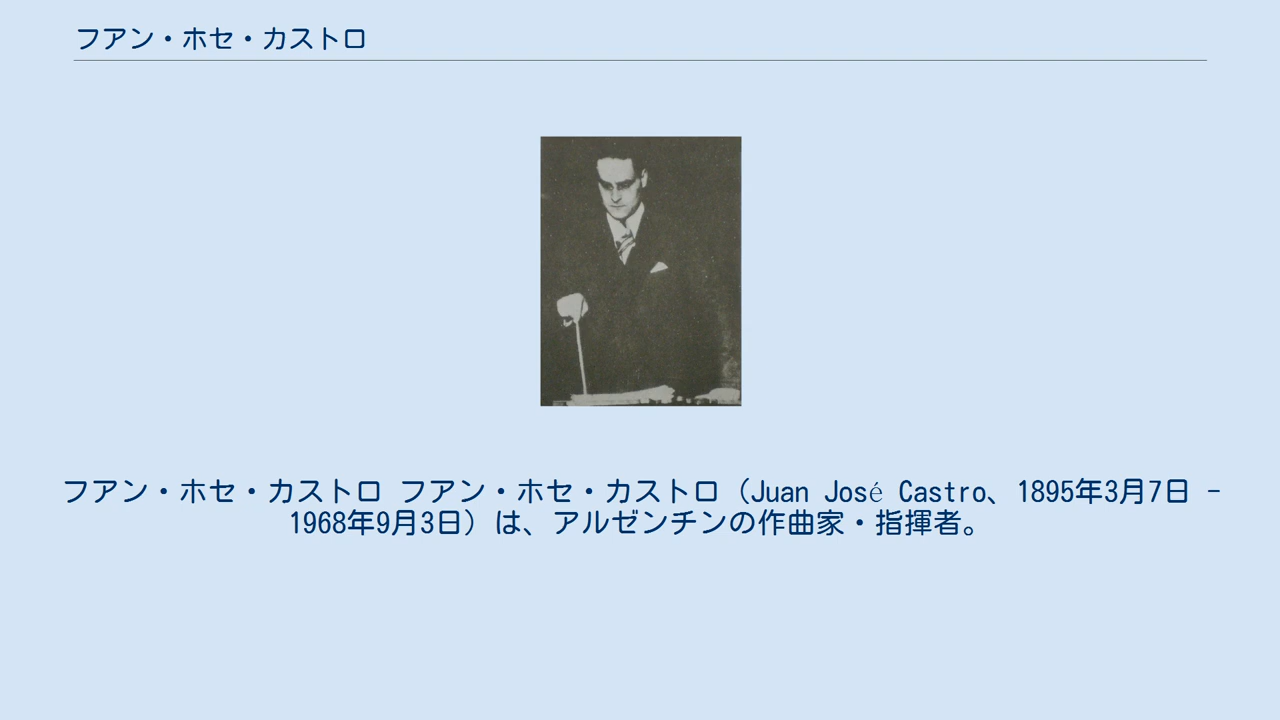 フアン・ホセ・カストロ
フアン・ホセ・カストロ フアン・ホセ・カストロ（Juan José Castro、1895年3月7日 -
1968年9月3日）は、アルゼンチンの作曲家・指揮者。